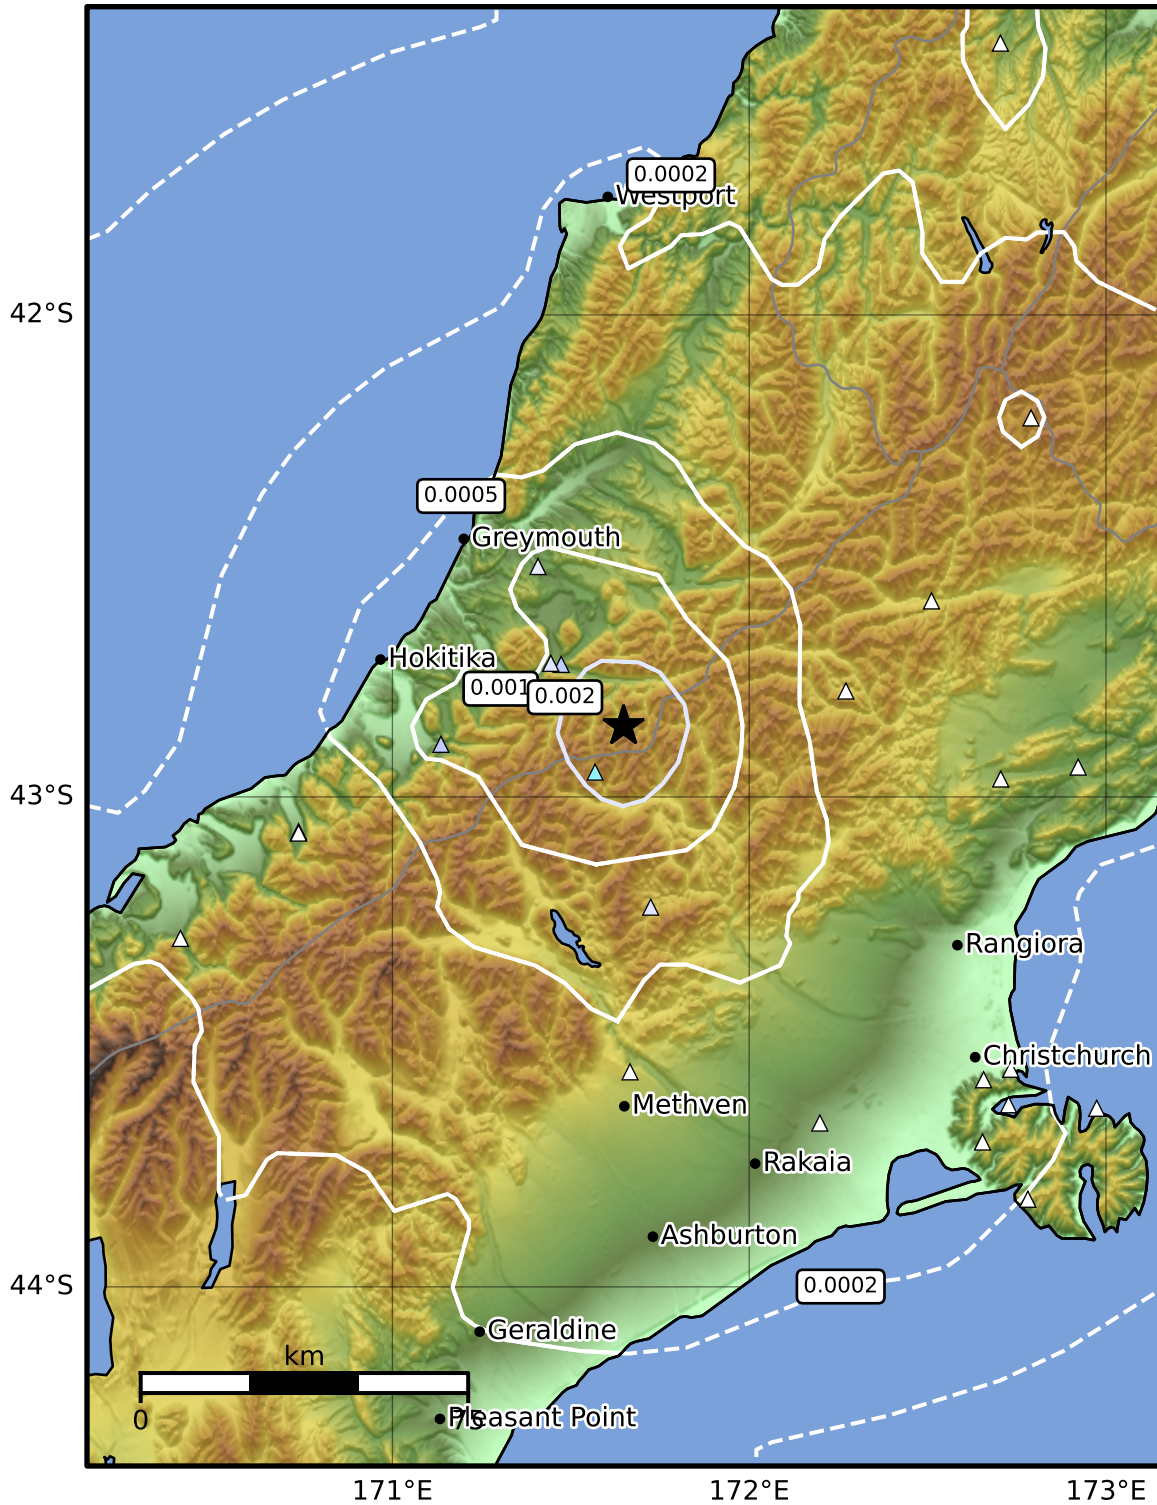 0.0002
Westport
42°S
0.0005
Greymouth
Hokitika
0.001
0.002
43°S
Rangiora
Christchurch
Methven
Rakaia
Ashburton
0.0002
44°S
Geraldine
km
0
75
Pleasant Point
171°E
172°E
173°E